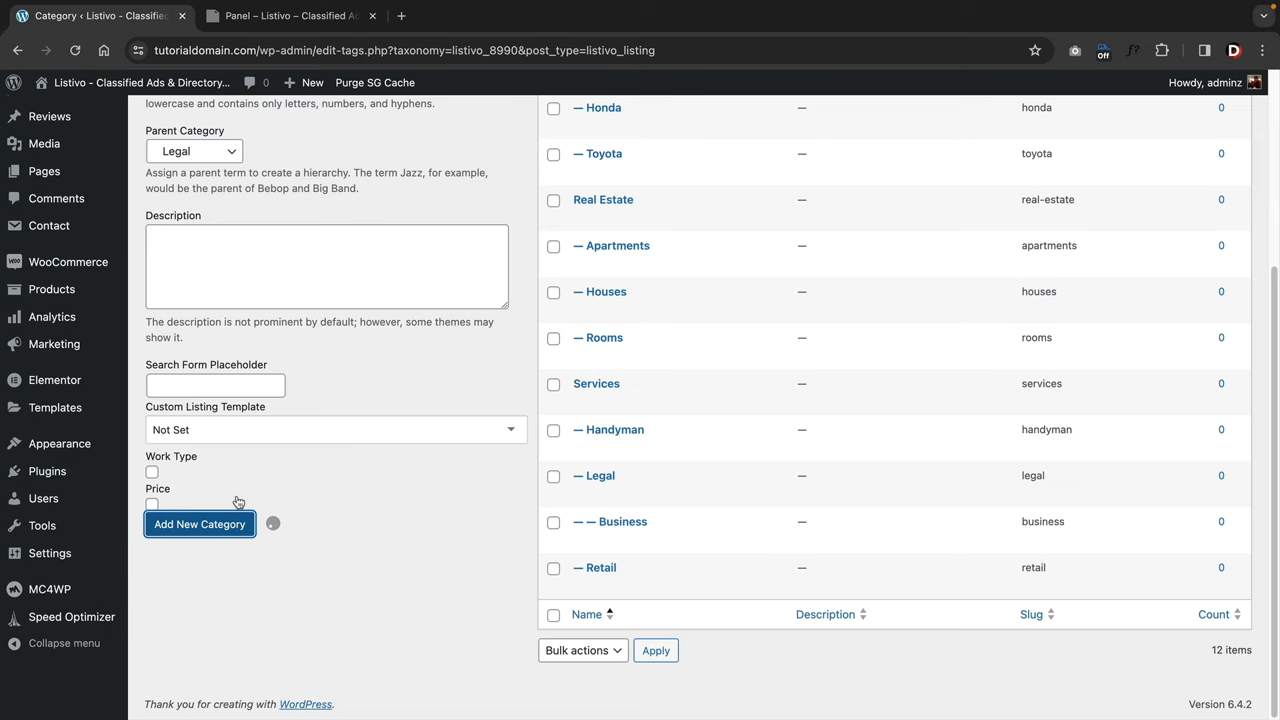 Category ‹ Listivo – Classified
Panel – Listivo – Classified Ads
tutorialdomain.com/wp-admin/edit-tags.php?taxonomy=listivo_8990&post_type=listivo_listing
Off
f?
D
Listivo - Classified Ads & Directory...
0
New
Purge SG Cache
Howdy, adminz
Reviews
Media
Pages
Comments
Contact
WooCommerce
Products
Analytics
Marketing
Elementor
Templates
Appearance
Plugins
Users
Tools
Settings
MC4WP
Speed Optimizer
Collapse menu
lowercase and contains only letters, numbers, and hyphens.
Parent Category
Legal
Assign a parent term to create a hierarchy. The term Jazz, for example,
would be the parent of Bebop and Big Band.
Description
The description is not prominent by default; however, some themes may
show it.
Search Form Placeholder
Custom Listing Template
Not Set
Work Type
Price
Add New Category
— Honda — honda 0
— Toyota — toyota 0
Real Estate — real-estate 0
— Apartments — apartments 0
— Houses — houses 0
— Rooms — rooms 0
Services — services 0
— Handyman — handyman 0
— Legal — legal 0
— — Business — business 0
— Retail — retail 0
Name Description Slug Count
Bulk actions Apply 12 items
Thank you for creating with WordPress. Version 6.4.2